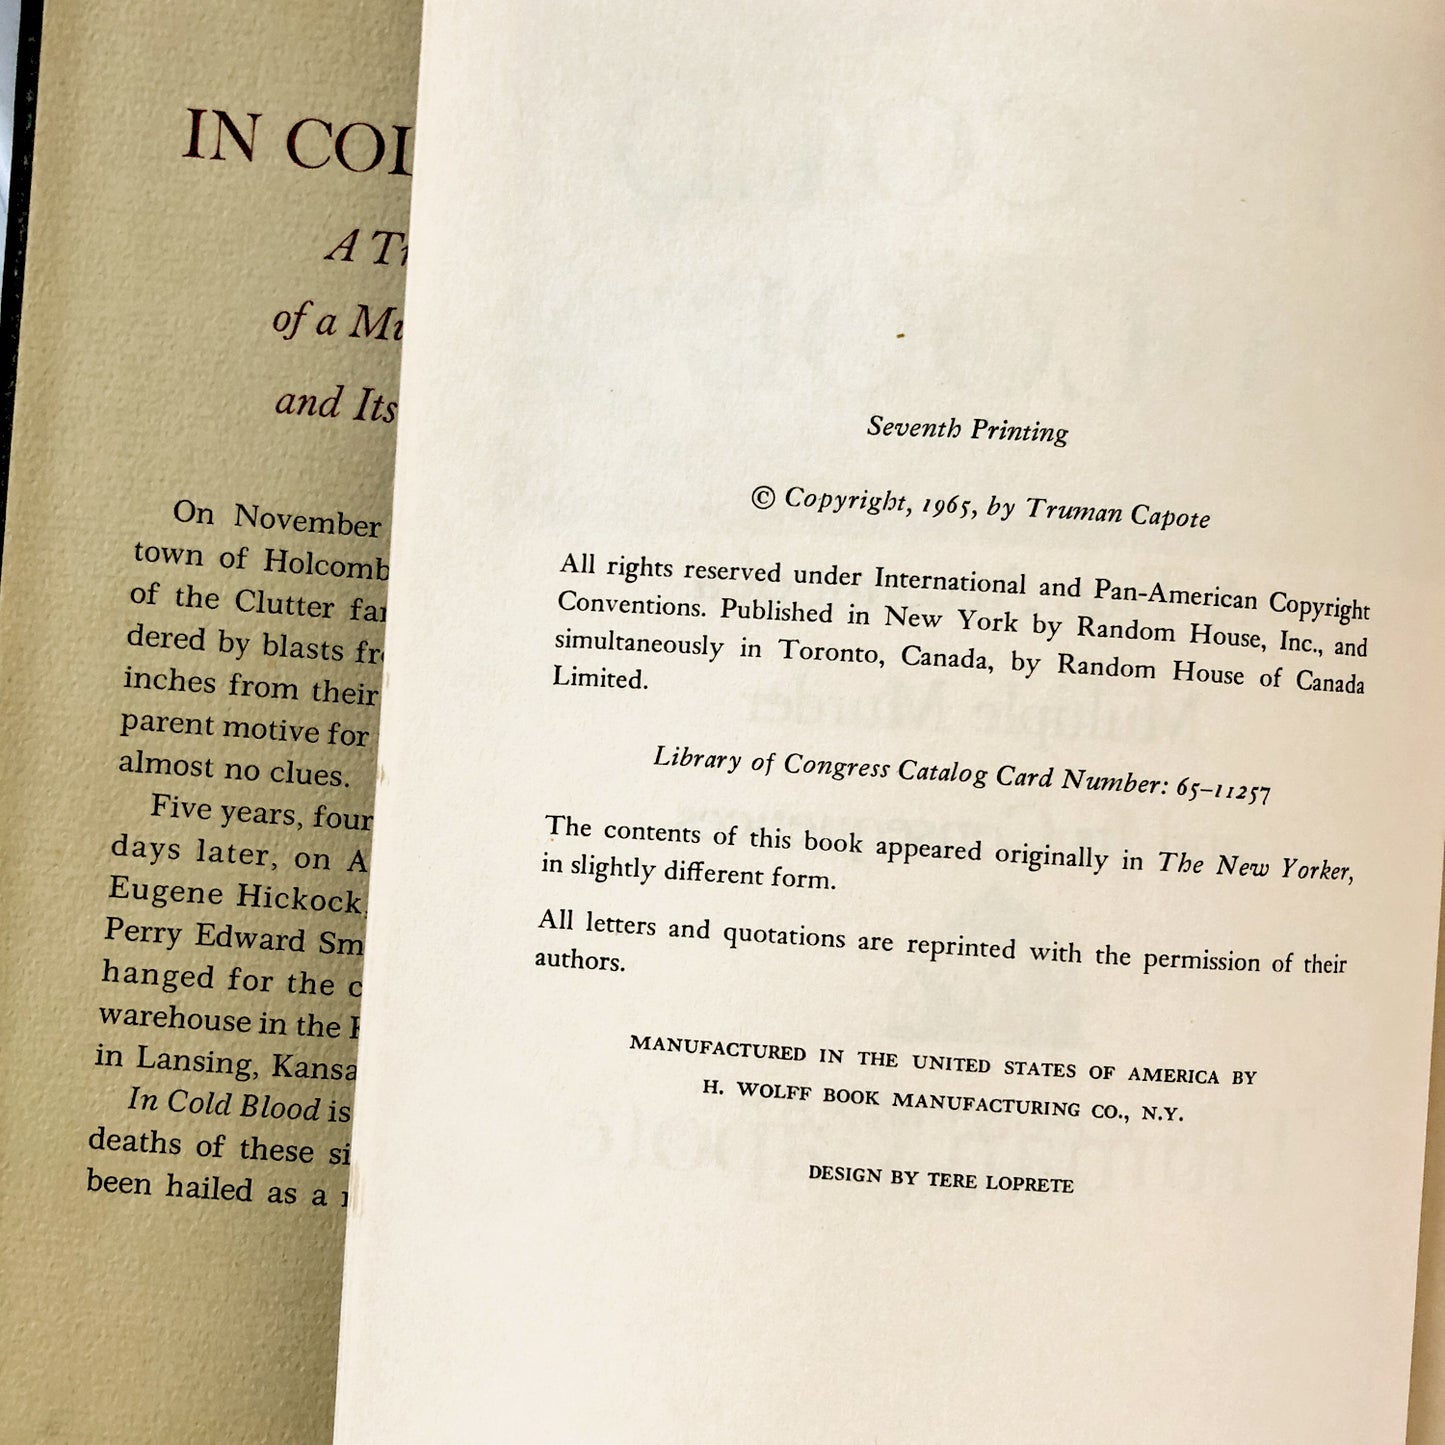 IN COL
A Tr
of a Mu
and Its
On November
town of Holcomb
of the Clutter
dered by blasts
inches from their
parent motive for
almost no clues.
Five years, four
days later, on A
Eugene Hickock,
Perry Edward Sm
hanged for the c
warehouse in the
in Lansing, Kansa
In Cold Blood is
deaths of these si
been hailed as a
Seventh Printing
© Copyright, 1965, by Truman Capote
All rights reserved under International and Pan-American Copyright
Conventions. Published in New York by Random House, Inc., and
simultaneously in Toronto, Canada, by Random House of Canada
Limited.
Library of Congress Catalog Card Number: 65–11257
The contents of this book appeared originally in The New Yorker,
in slightly different form.
All letters and quotations are reprinted with the permission of their
authors.
MANUFACTURED IN THE UNITED STATES OF AMERICA BY
H. WOLFF BOOK MANUFACTURING CO., N.Y.
DESIGN BY TERE LOPRETE